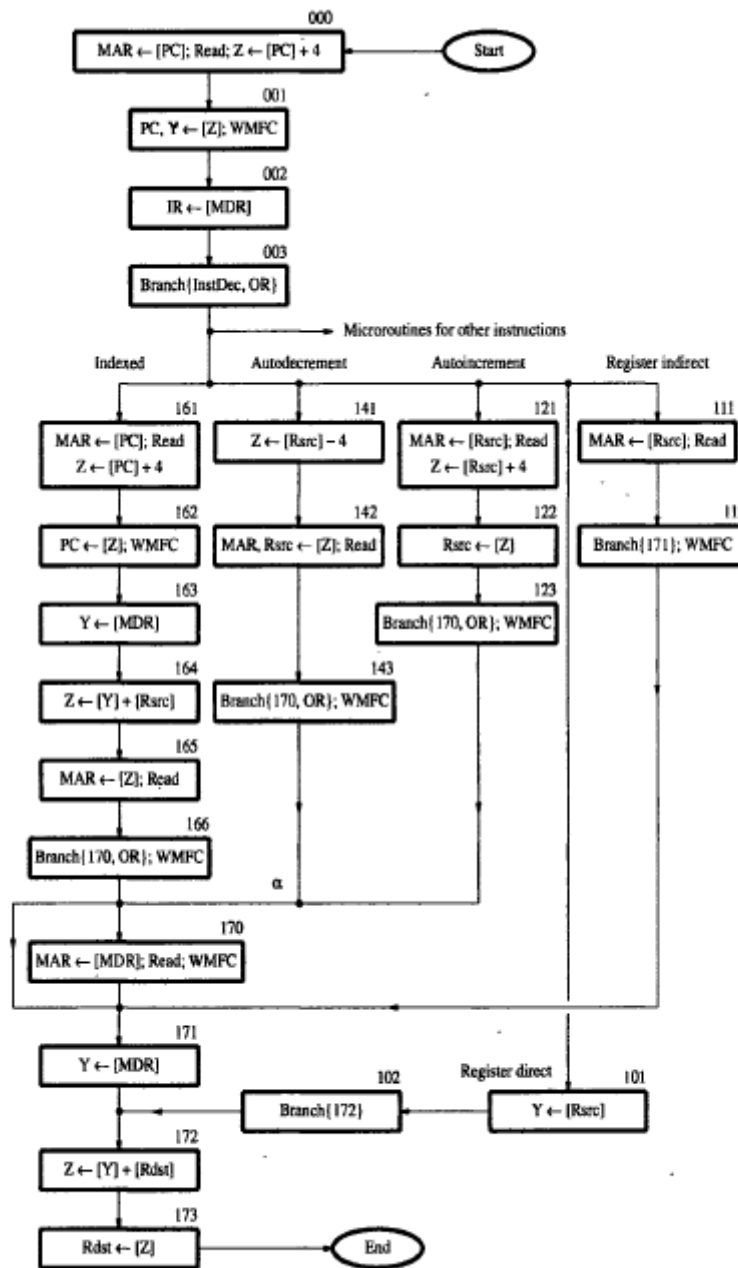 000
MAR ← [PC]; Read; Z ← [PC] + 4
Start
001
PC, Y ← [Z]; WMFC
002
IR ← [MDR]
003
Branch{InstDec, OR}
Microroutines for other instructions
Indexed
Autodecrement
Autoincrement
Register indirect
161
MAR ← [PC]; Read
Z ← [PC] + 4
141
Z ← [Rsrc] – 4
121
MAR ← [Rsrc]; Read
Z ← [Rsrc] + 4
111
MAR ← [Rsrc]; Read
162
PC ← [Z]; WMFC
142
MAR, Rsrc ← [Z]; Read
122
Rsrc ← [Z]
11
Branch{171}; WMFC
163
Y ← [MDR]
123
Branch{170, OR}; WMFC
164
Z ← [Y] + [Rsrc]
143
Branch{170, OR}; WMFC
165
MAR ← [Z]; Read
166
Branch{170, OR}; WMFC
α
170
MAR ← [MDR]; Read; WMFC
171
Y ← [MDR]
102
Branch{172}
Register direct
101
Y ← [Rsrc]
172
Z ← [Y] + [Rdst]
173
Rdst ← [Z]
End